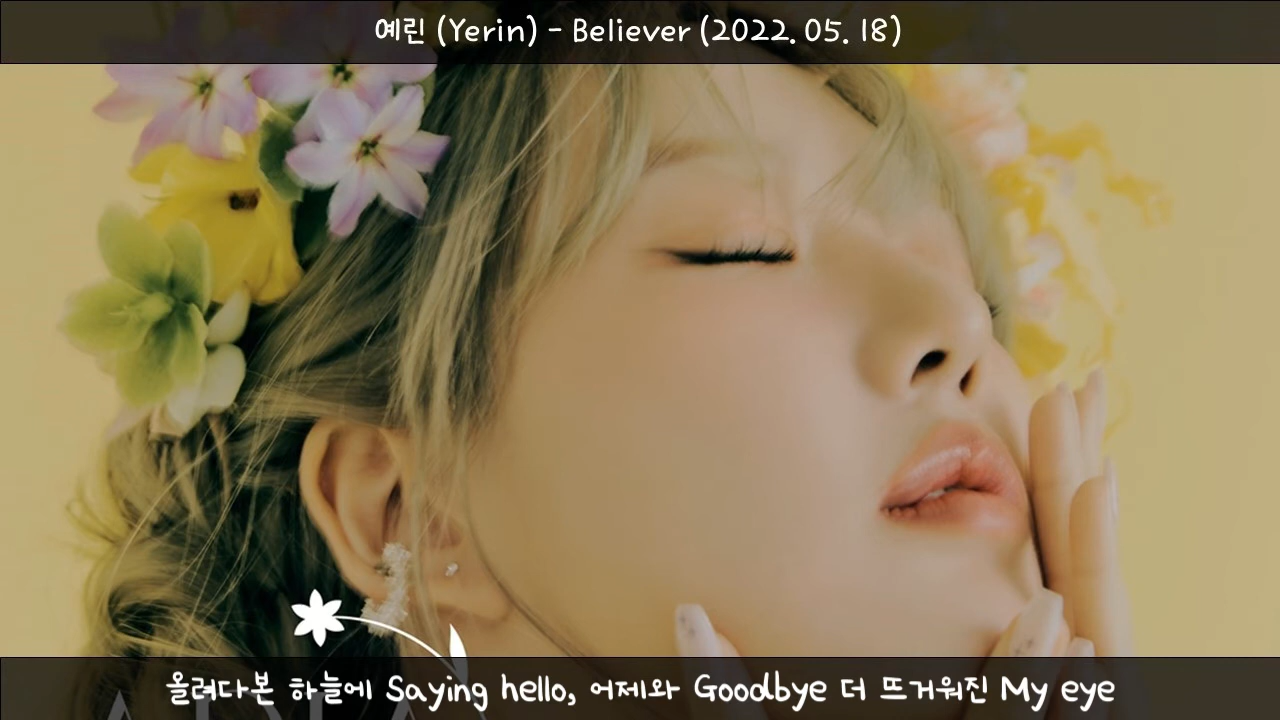 예린 (Yerin) - Believer (2022. 05. 18)
올려다본 하늘에 Saying hello, 어제와 Goodbye 더 뜨거워진 My eye